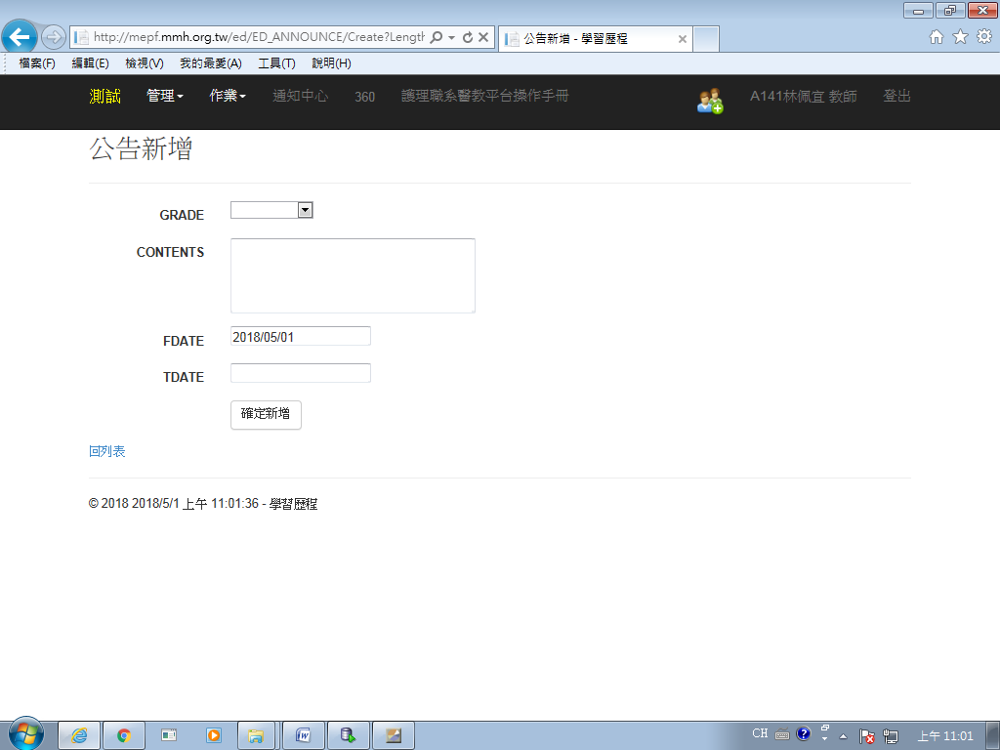 http://mepf.mmh.org.tw/ed/ED_ANNOUNCE/Create?Length
公告新增 - 學習歷程
檔案(F) 編輯(E) 檢視(V) 我的最愛(A) 工具(T) 說明(H)
測試 管理 作業 通知中心 360 護理職系醫教平台操作手冊 A141林佩宜 教師 登出
公告新增
GRADE
CONTENTS
FDATE 2018/05/01
TDATE
確定新增
回列表
© 2018 2018/5/1 上午 11:01:36 - 學習歷程
CH 上午 11:01